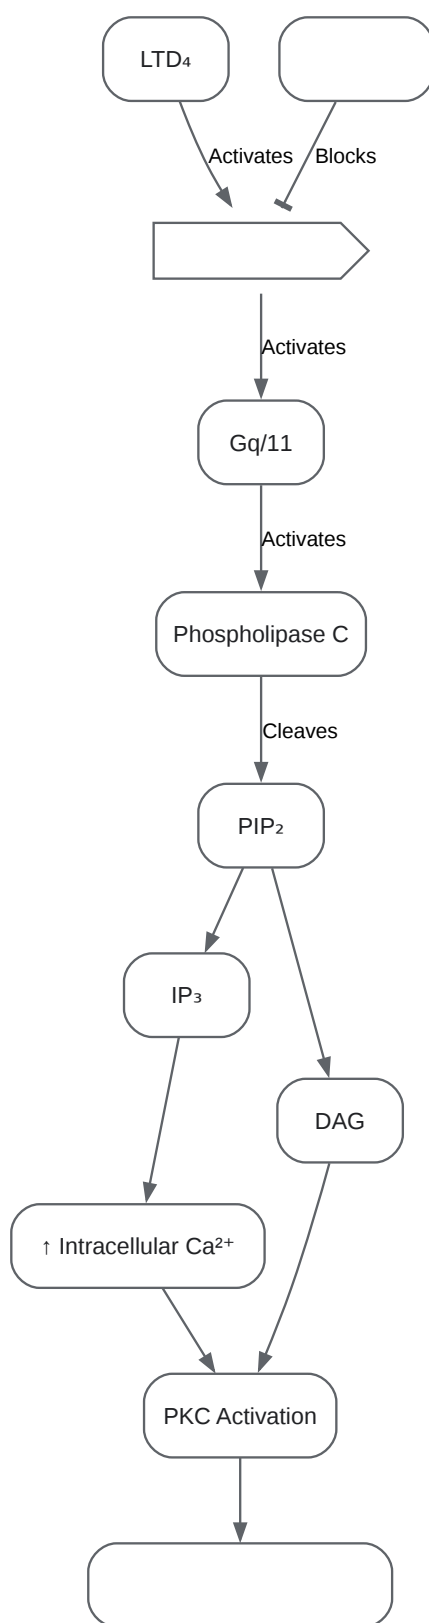 LTD₄
Activates
Blocks
Activates
Gq/11
Activates
Phospholipase C
Cleaves
PIP₂
IP₃
DAG
↑ Intracellular Ca²⁺
PKC Activation